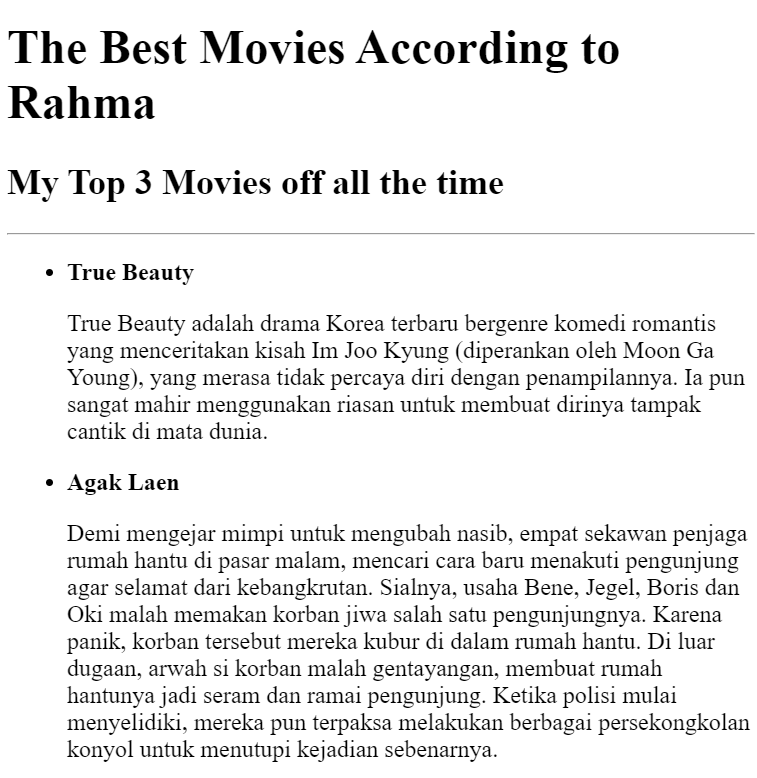 The Best Movies According to
Rahma
My Top 3 Movies off all the time
True Beauty
True Beauty adalah drama Korea terbaru bergenre komedi romantis
yang menceritakan kisah Im Joo Kyung (diperankan oleh Moon Ga
Young), yang merasa tidak percaya diri dengan penampilannya. Ia pun
sangat mahir menggunakan riasan untuk membuat dirinya tampak
cantik di mata dunia.
Agak Laen
Demi mengejar mimpi untuk mengubah nasib, empat sekawan penjaga
rumah hantu di pasar malam, mencari cara baru menakuti pengunjung
agar selamat dari kebangkrutan. Sialnya, usaha Bene, Jegel, Boris dan
Oki malah memakan korban jiwa salah satu pengunjungnya. Karena
panik, korban tersebut mereka kubur di dalam rumah hantu. Di luar
dugaan, arwah si korban malah gentayangan, membuat rumah
hantunya jadi seram dan ramai pengunjung. Ketika polisi mulai
menyelidiki, mereka pun terpaksa melakukan berbagai persekongkolan
konyol untuk menutupi kejadian sebenarnya.